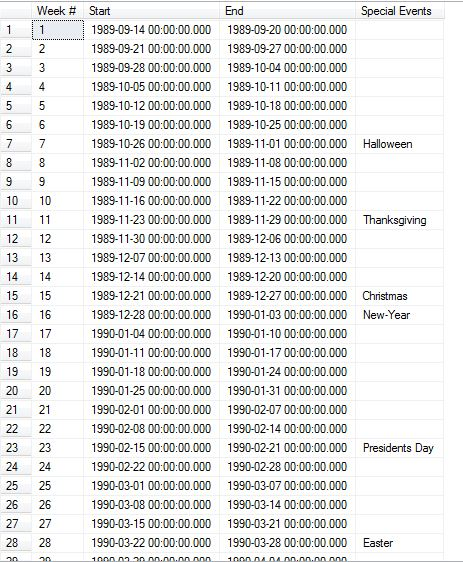 Week # Start End Special Events
1 1 1989-09-14 00:00:00.000 1989-09-20 00:00:00.000
2 2 1989-09-21 00:00:00.000 1989-09-27 00:00:00.000
3 3 1989-09-28 00:00:00.000 1989-10-04 00:00:00.000
4 4 1989-10-05 00:00:00.000 1989-10-11 00:00:00.000
5 5 1989-10-12 00:00:00.000 1989-10-18 00:00:00.000
6 6 1989-10-19 00:00:00.000 1989-10-25 00:00:00.000
7 7 1989-10-26 00:00:00.000 1989-11-01 00:00:00.000 Halloween
8 8 1989-11-02 00:00:00.000 1989-11-08 00:00:00.000
9 9 1989-11-09 00:00:00.000 1989-11-15 00:00:00.000
10 10 1989-11-16 00:00:00.000 1989-11-22 00:00:00.000
11 11 1989-11-23 00:00:00.000 1989-11-29 00:00:00.000 Thanksgiving
12 12 1989-11-30 00:00:00.000 1989-12-06 00:00:00.000
13 13 1989-12-07 00:00:00.000 1989-12-13 00:00:00.000
14 14 1989-12-14 00:00:00.000 1989-12-20 00:00:00.000
15 15 1989-12-21 00:00:00.000 1989-12-27 00:00:00.000 Christmas
16 16 1989-12-28 00:00:00.000 1990-01-03 00:00:00.000 New-Year
17 17 1990-01-04 00:00:00.000 1990-01-10 00:00:00.000
18 18 1990-01-11 00:00:00.000 1990-01-17 00:00:00.000
19 19 1990-01-18 00:00:00.000 1990-01-24 00:00:00.000
20 20 1990-01-25 00:00:00.000 1990-01-31 00:00:00.000
21 21 1990-02-01 00:00:00.000 1990-02-07 00:00:00.000
22 22 1990-02-08 00:00:00.000 1990-02-14 00:00:00.000
23 23 1990-02-15 00:00:00.000 1990-02-21 00:00:00.000 Presidents Day
24 24 1990-02-22 00:00:00.000 1990-02-28 00:00:00.000
25 25 1990-03-01 00:00:00.000 1990-03-07 00:00:00.000
26 26 1990-03-08 00:00:00.000 1990-03-14 00:00:00.000
27 27 1990-03-15 00:00:00.000 1990-03-21 00:00:00.000
28 28 1990-03-22 00:00:00.000 1990-03-28 00:00:00.000 Easter